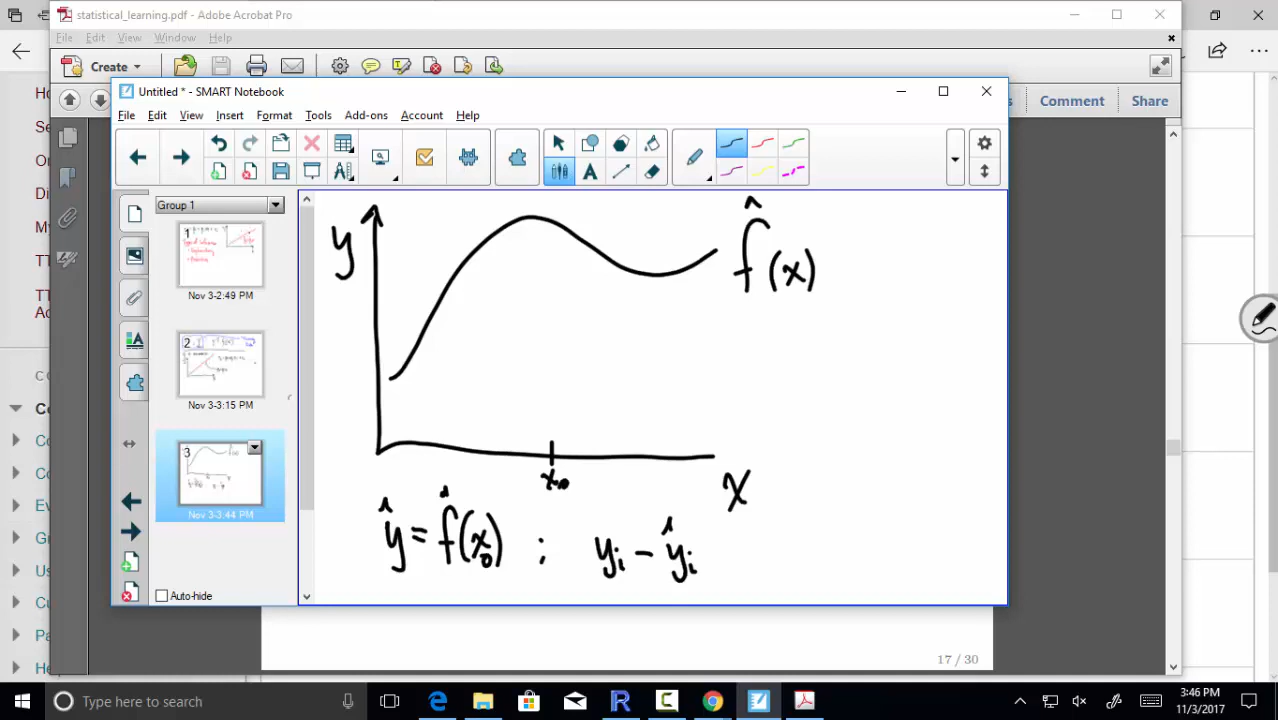 statistical_learning.pdf - Adobe Acrobat Pro
File Edit View Window Help
Create
Comment Share
Untitled * - SMART Notebook
File Edit View Insert Format Tools Add-ons Account Help
Group 1
1
Nov 3-2:49 PM
2
Nov 3-3:15 PM
3
Nov 3-3:44 PM
Auto-hide
y
f̂(x)
x₀
x
ŷ = f̂(x₀) ; yᵢ - ŷᵢ
17 / 30
Type here to search
3:46 PM
11/3/2017